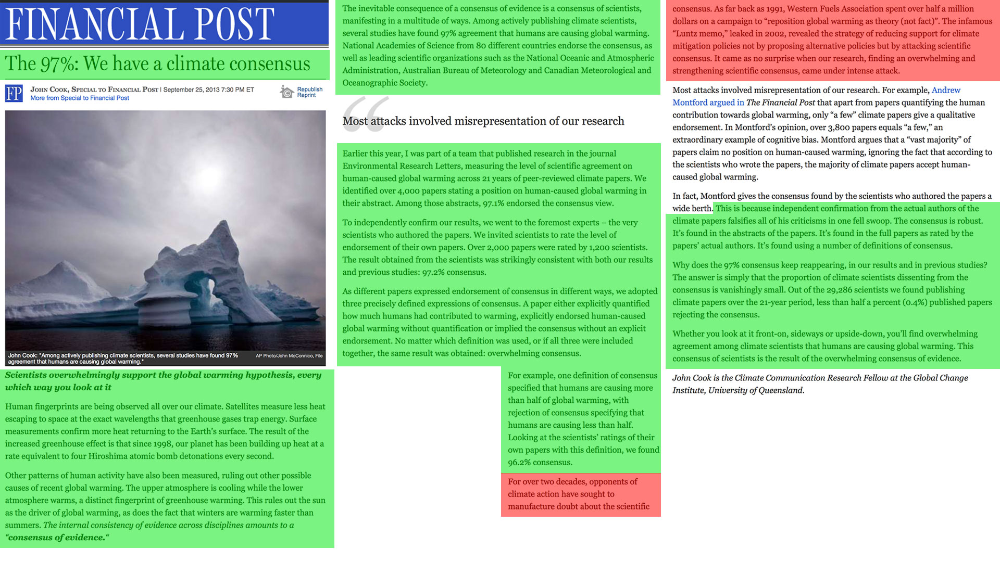 FINANCIAL POST
The 97%: We have a climate consensus
FP
JOHN COOK, SPECIAL TO FINANCIAL POST | September 25, 2013 7:30 PM ET
More from Special to Financial Post
Republish
Reprint
John Cook: "Among actively publishing climate scientists, several studies have found 97%
agreement that humans are causing global warming."
AP Photo/John McConnico, File
Scientists overwhelmingly support the global warming hypothesis, every
which way you look at it
Human fingerprints are being observed all over our climate. Satellites measure less heat
escaping to space at the exact wavelengths that greenhouse gases trap energy. Surface
measurements confirm more heat returning to the Earth’s surface. The result of the
increased greenhouse effect is that since 1998, our planet has been building up heat at a
rate equivalent to four Hiroshima atomic bomb detonations every second.
Other patterns of human activity have also been measured, ruling out other possible
causes of recent global warming. The upper atmosphere is cooling while the lower
atmosphere warms, a distinct fingerprint of greenhouse warming. This rules out the sun
as the driver of global warming, as does the fact that winters are warming faster than
summers. The internal consistency of evidence across disciplines amounts to a
“consensus of evidence.“
The inevitable consequence of a consensus of evidence is a consensus of scientists,
manifesting in a multitude of ways. Among actively publishing climate scientists,
several studies have found 97% agreement that humans are causing global warming.
National Academies of Science from 80 different countries endorse the consensus, as
well as leading scientific organizations such as the National Oceanic and Atmospheric
Administration, Australian Bureau of Meteorology and Canadian Meteorological and
Oceanographic Society.
“
Most attacks involved misrepresentation of our research
Earlier this year, I was part of a team that published research in the journal
Environmental Research Letters, measuring the level of scientific agreement on
human-caused global warming across 21 years of peer-reviewed climate papers. We
identified over 4,000 papers stating a position on human-caused global warming in
their abstract. Among those abstracts, 97.1% endorsed the consensus view.
To independently confirm our results, we went to the foremost experts – the very
scientists who authored the papers. We invited scientists to rate the level of
endorsement of their own papers. Over 2,000 papers were rated by 1,200 scientists.
The result obtained from the scientists was strikingly consistent with both our results
and previous studies: 97.2% consensus.
As different papers expressed endorsement of consensus in different ways, we adopted
three precisely defined expressions of consensus. A paper either explicitly quantified
how much humans had contributed to warming, explicitly endorsed human-caused
global warming without quantification or implied the consensus without an explicit
endorsement. No matter which definition was used, or if all three were included
together, the same result was obtained: overwhelming consensus.
For example, one definition of consensus
specified that humans are causing more
than half of global warming, with
rejection of consensus specifying that
humans are causing less than half.
Looking at the scientists’ ratings of their
own papers with this definition, we found
96.2% consensus.
For over two decades, opponents of
climate action have sought to
manufacture doubt about the scientific
consensus. As far back as 1991, Western Fuels Association spent over half a million
dollars on a campaign to “reposition global warming as theory (not fact)”. The infamous
“Luntz memo,” leaked in 2002, revealed the strategy of reducing support for climate
mitigation policies not by proposing alternative policies but by attacking scientific
consensus. It came as no surprise when our research, finding an overwhelming and
strengthening scientific consensus, came under intense attack.
Most attacks involved misrepresentation of our research. For example, Andrew
Montford argued in The Financial Post that apart from papers quantifying the human
contribution towards global warming, only “a few” climate papers give a qualitative
endorsement. In Montford’s opinion, over 3,800 papers equals “a few,” an
extraordinary example of cognitive bias. Montford argues that a “vast majority” of
papers claim no position on human-caused warming, ignoring the fact that according to
the scientists who wrote the papers, the majority of climate papers accept human-
caused global warming.
In fact, Montford gives the consensus found by the scientists who authored the papers a
wide berth. This is because independent confirmation from the actual authors of the
climate papers falsifies all of his criticisms in one fell swoop. The consensus is robust.
It’s found in the abstracts of the papers. It’s found in the full papers as rated by the
papers’ actual authors. It’s found using a number of definitions of consensus.
Why does the 97% consensus keep reappearing, in our results and in previous studies?
The answer is simply that the proportion of climate scientists dissenting from the
consensus is vanishingly small. Out of the 29,286 scientists we found publishing
climate papers over the 21-year period, less than half a percent (0.4%) published papers
rejecting the consensus.
Whether you look at it front-on, sideways or upside-down, you’ll find overwhelming
agreement among climate scientists that humans are causing global warming. This
consensus of scientists is the result of the overwhelming consensus of evidence.
John Cook is the Climate Communication Research Fellow at the Global Change
Institute, University of Queensland.